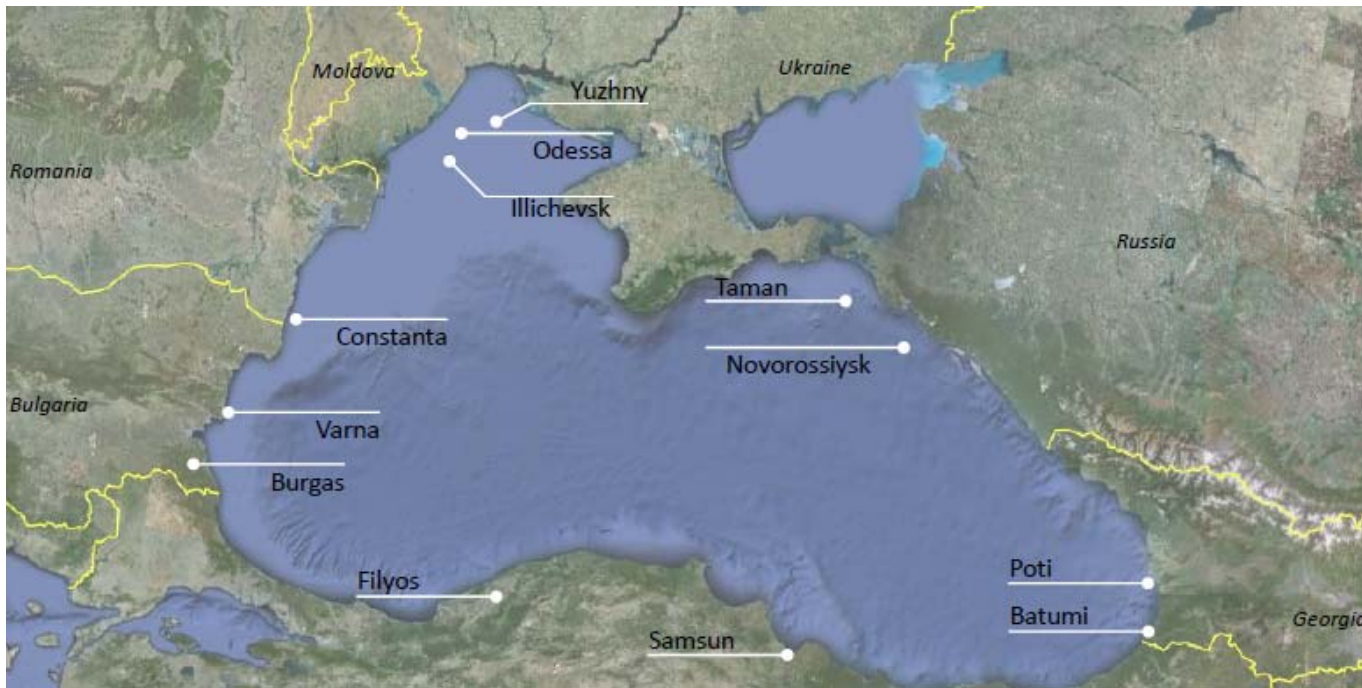 Moldova
Ukraine
Yuzhny
Odessa
Romania
Illichevsk
Russia
Taman
Constanta
Novorossiysk
Bulgaria
Varna
Burgas
Poti
Filyos
Batumi
Georgia
Samsun